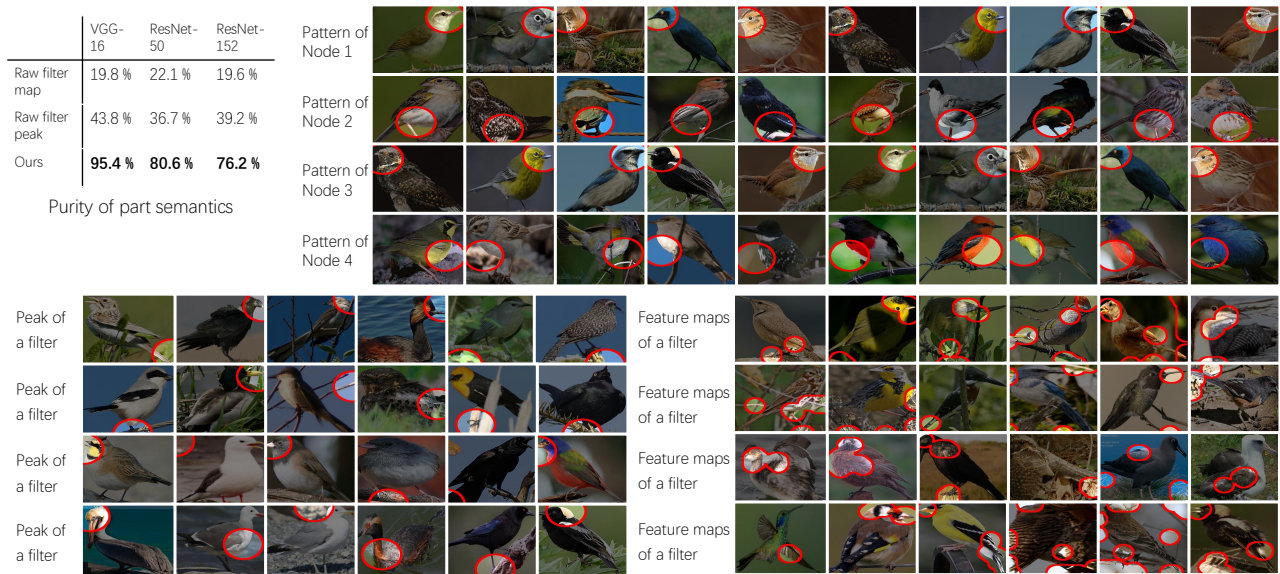 VGG-16 ResNet-50 ResNet-152
Raw filter map 19.8 % 22.1 % 19.6 %
Raw filter peak 43.8 % 36.7 % 39.2 %
Ours 95.4 % 80.6 % 76.2 %
Purity of part semantics
Pattern of
Node 1
Pattern of
Node 2
Pattern of
Node 3
Pattern of
Node 4
Peak of
a filter
Peak of
a filter
Peak of
a filter
Peak of
a filter
Feature maps
of a filter
Feature maps
of a filter
Feature maps
of a filter
Feature maps
of a filter